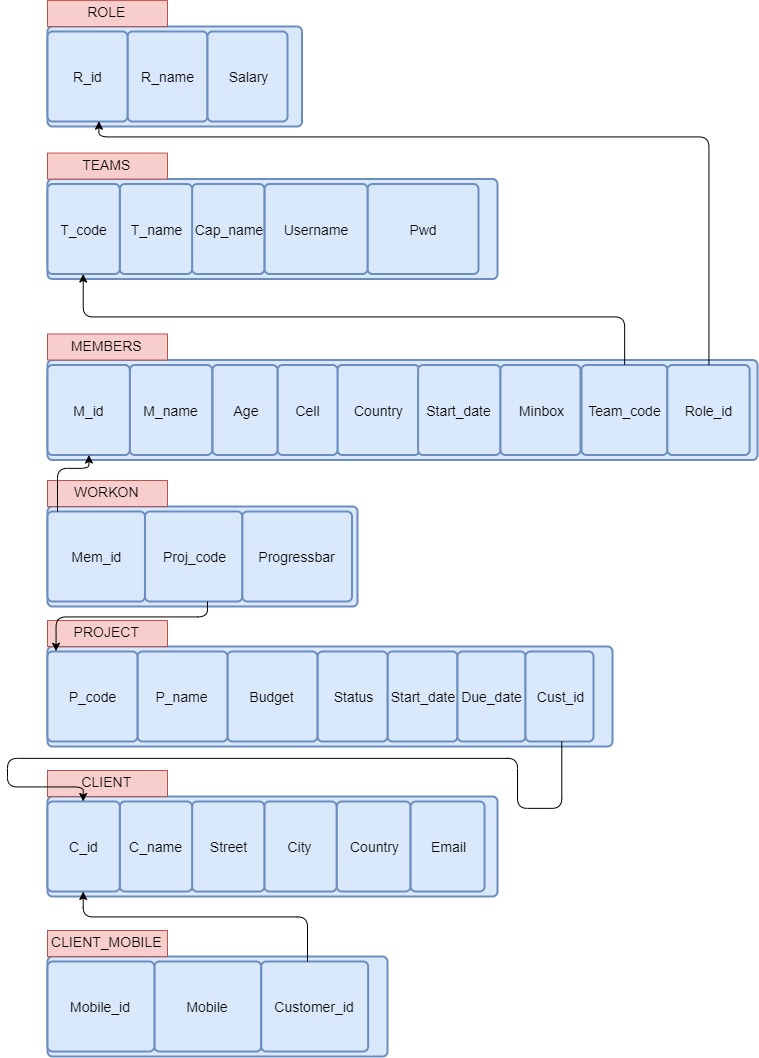 ROLE
R_id R_name Salary
TEAMS
T_code T_name Cap_name Username Pwd
MEMBERS
M_id M_name Age Cell Country Start_date Minbox Team_code Role_id
WORKON
Mem_id Proj_code Progressbar
PROJECT
P_code P_name Budget Status Start_date Due_date Cust_id
CLIENT
C_id C_name Street City Country Email
CLIENT_MOBILE
Mobile_id Mobile Customer_id